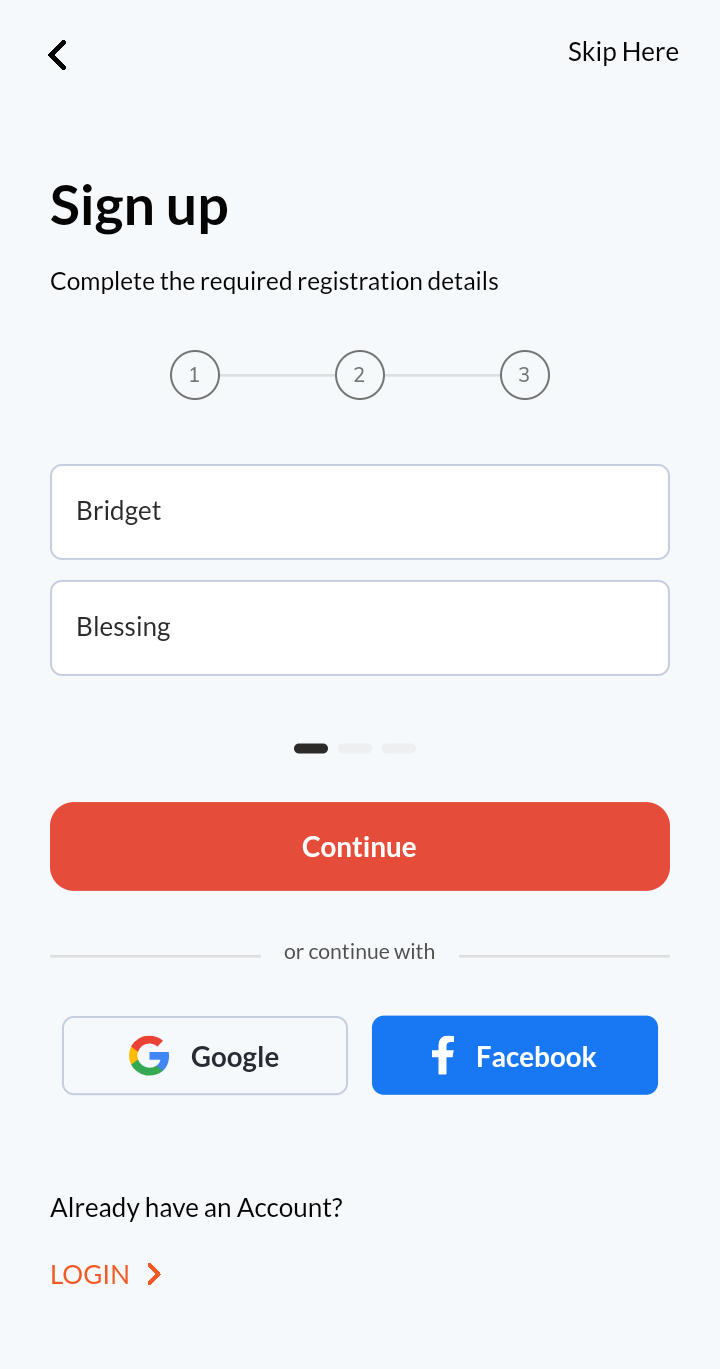 Skip Here
Sign up
Complete the required registration details
1 2 3
Bridget
Blessing
Continue
or continue with
Google Facebook
Already have an Account?
LOGIN